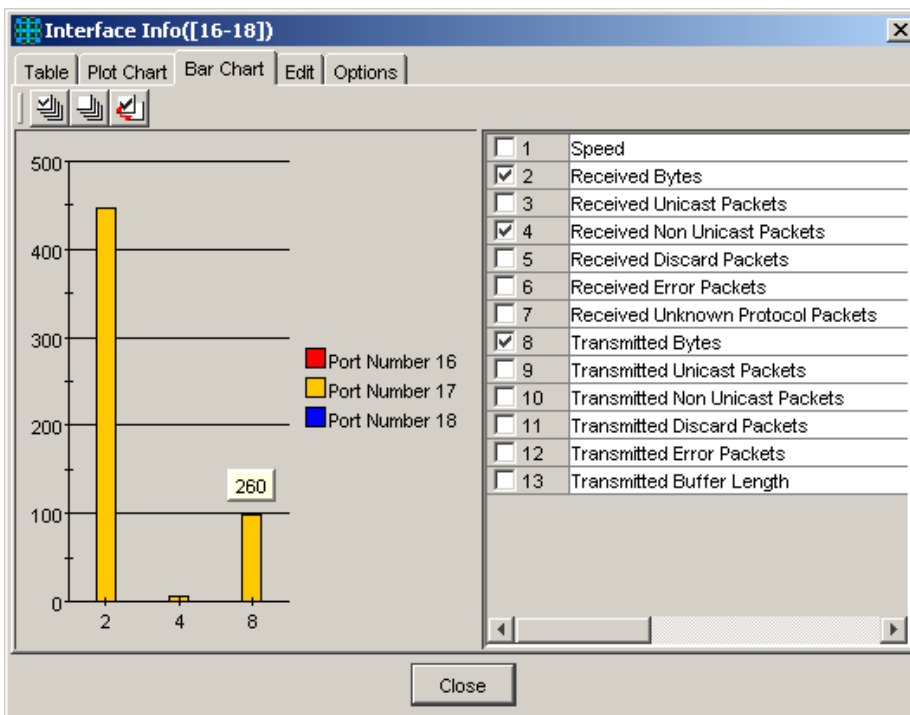 Interface Info([16-18])
Table Plot Chart Bar Chart Edit Options
500
400
300
200
100
0
260
2 4 8
Port Number 16
Port Number 17
Port Number 18
1 Speed
2 Received Bytes
3 Received Unicast Packets
4 Received Non Unicast Packets
5 Received Discard Packets
6 Received Error Packets
7 Received Unknown Protocol Packets
8 Transmitted Bytes
9 Transmitted Unicast Packets
10 Transmitted Non Unicast Packets
11 Transmitted Discard Packets
12 Transmitted Error Packets
13 Transmitted Buffer Length
Close